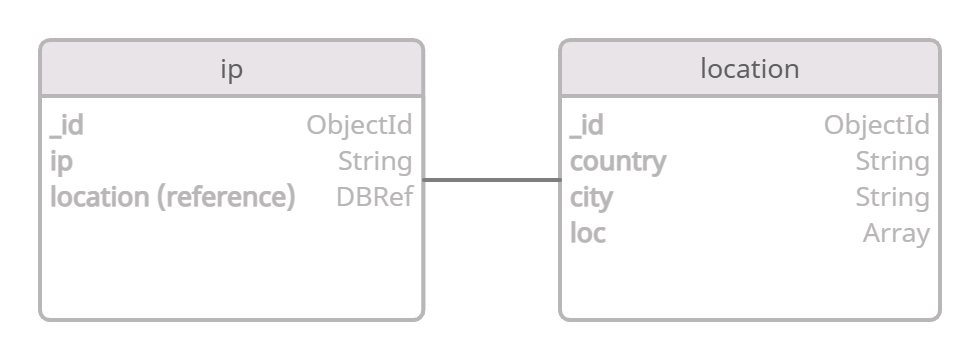 ip
_id ObjectId
ip String
location (reference) DBRef
location
_id ObjectId
country String
city String
loc Array